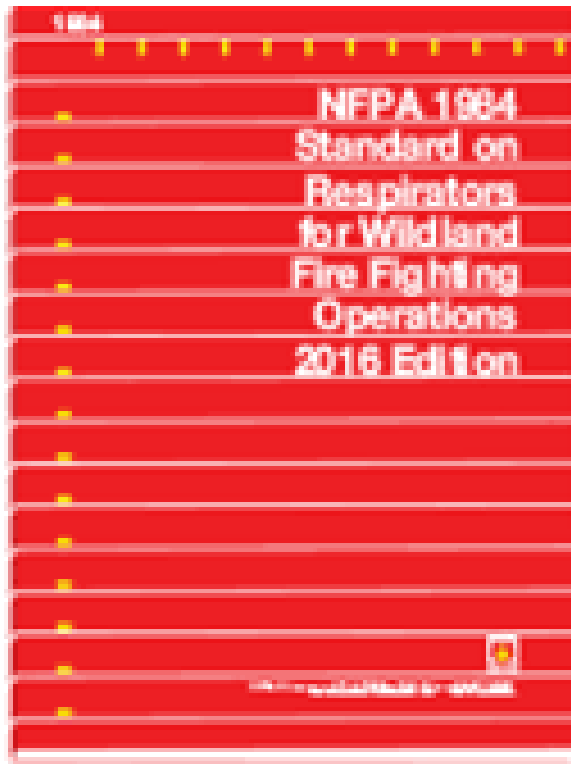 1984
NFPA 1984
Standard on
Respirators
for Wildland
Fire Fighting
Operations
2016 Edition